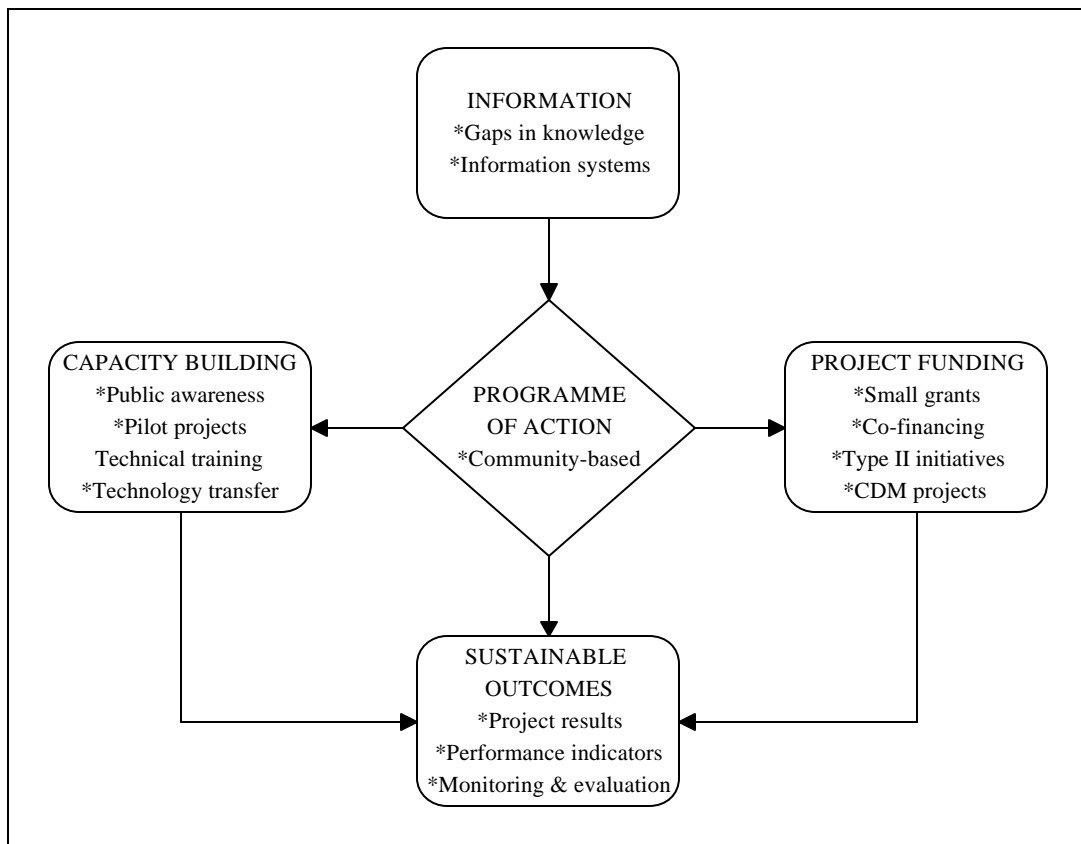 INFORMATION
*Gaps in knowledge
*Information systems
CAPACITY BUILDING
*Public awareness
*Pilot projects
Technical training
*Technology transfer
PROGRAMME
OF ACTION
*Community-based
PROJECT FUNDING
*Small grants
*Co-financing
*Type II initiatives
*CDM projects
SUSTAINABLE
OUTCOMES
*Project results
*Performance indicators
*Monitoring & evaluation